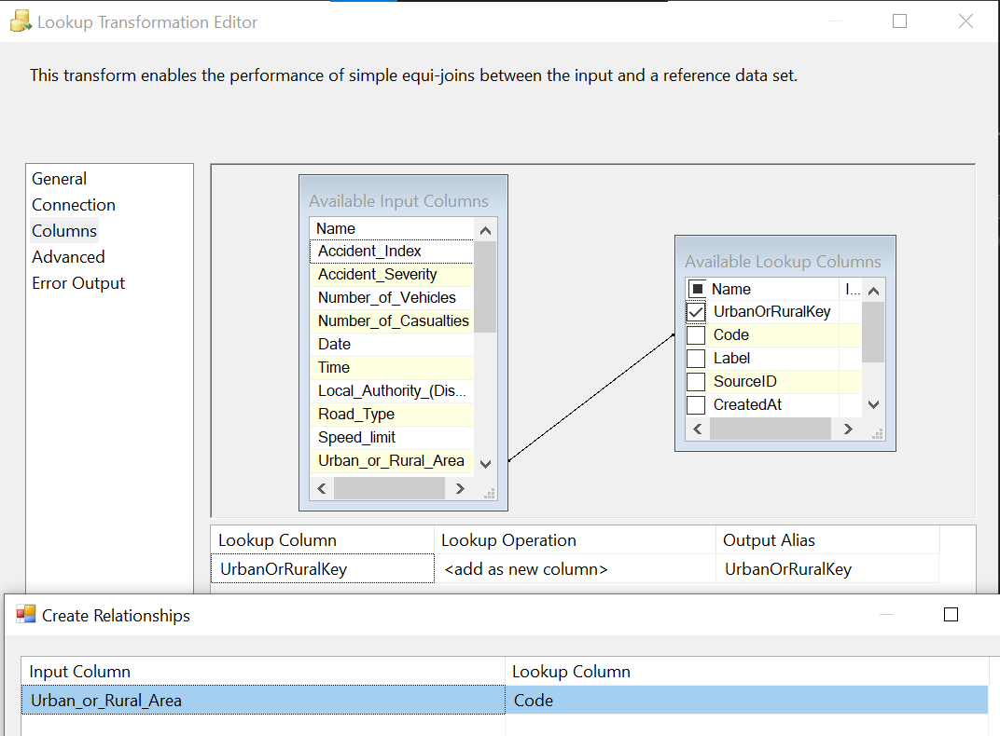 Lookup Transformation Editor
This transform enables the performance of simple equi-joins between the input and a reference data set.
General
Connection
Columns
Advanced
Error Output
Available Input Columns
Name
Accident_Index
Accident_Severity
Number_of_Vehicles
Number_of_Casualties
Date
Time
Local_Authority_(Dis...
Road_Type
Speed_limit
Urban_or_Rural_Area
Available Lookup Columns
Name I...
UrbanOrRuralKey
Code
Label
SourceID
CreatedAt
Lookup Column Lookup Operation Output Alias
UrbanOrRuralKey <add as new column> UrbanOrRuralKey
Create Relationships
Input Column Lookup Column
Urban_or_Rural_Area Code